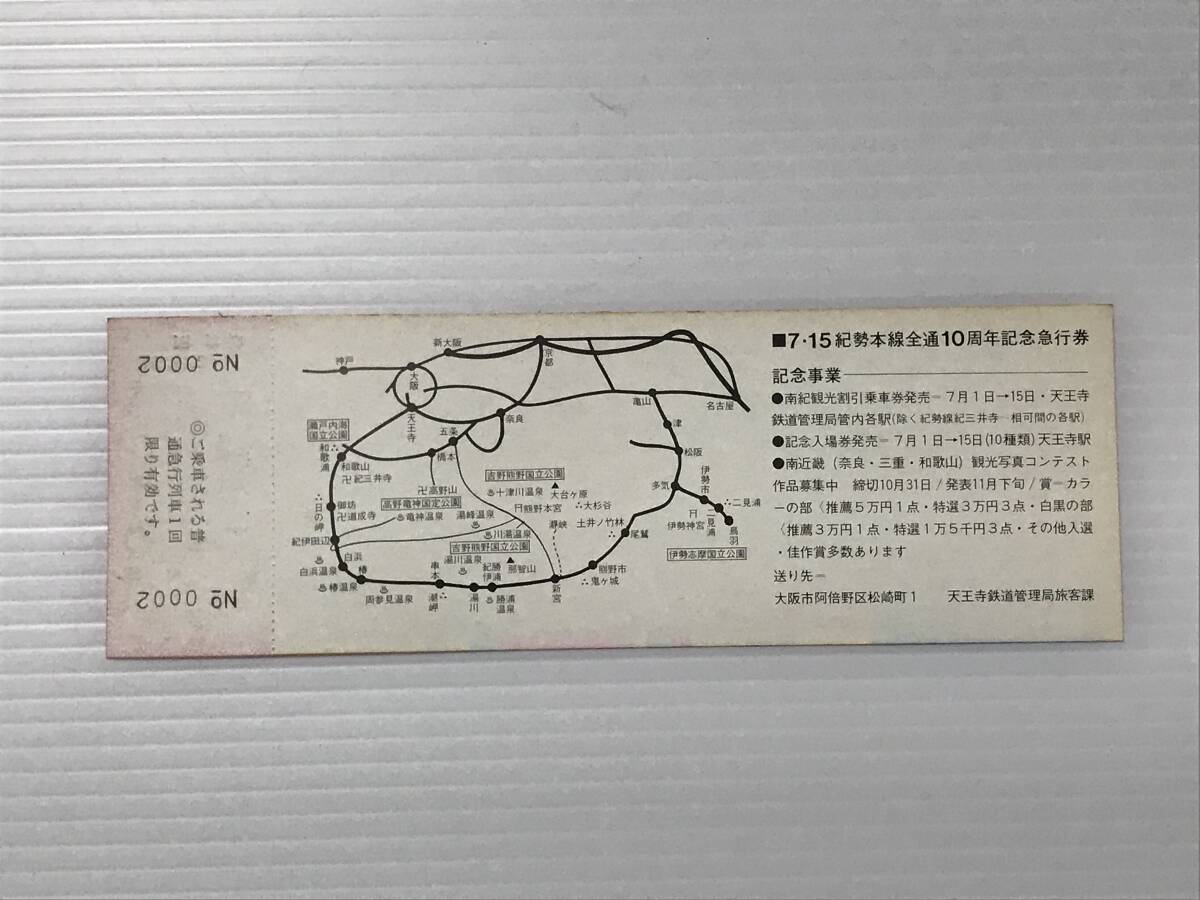 ■7・15紀勢本線全通10周年記念急行券
記念事業
●南紀観光割引乗車券発売＝7月1日→15日・天王寺
鉄道管理局管内各駅(除く紀勢線紀三井寺―相可間の各駅)
●記念入場券発売＝7月1日→15日(10種類)天王寺駅
●南近畿(奈良・三重・和歌山)観光写真コンテスト
作品募集中 締切10月31日/発表11月下旬/賞＝カラ
ーの部〈推薦5万円1点・特選3万円3点・白黒の部
〈推薦3万円1点・特選1万5千円3点・その他入選
・佳作賞多数あります
送り先＝
大阪市阿倍野区松崎町1 天王寺鉄道管理局旅客課
神戸
新大阪
京都
大阪
天王寺
奈良
亀山
名古屋
津
松阪
多気
伊勢市
伊勢神宮
二見浦
∴二見浦
鳥羽
伊勢志摩国立公園
瀬戸内海
国立公園
和歌浦
和歌山
卍紀三井寺
五条
橋本
卍高野山
高野竜神国定公園
吉野熊野国立公園
♨十津川温泉
大台ヶ原
∴大杉谷
熊野本宮
瀞峡
土井ノ竹林
尾鷲
∴日の岬
御坊
卍道成寺
♨竜神温泉
湯峰温泉
♨川湯温泉
吉野熊野国立公園
那智山
紀伊田辺
白浜
白浜温泉
椿
♨椿温泉
周参見温泉
串本
潮岬
湯川温泉
湯川
紀伊勝浦
♨勝浦温泉
新宮
熊野市
∴鬼ヶ城
№ 0002
◎ご乗車される普
通急行列車1回
限り有効です。
№ 0002